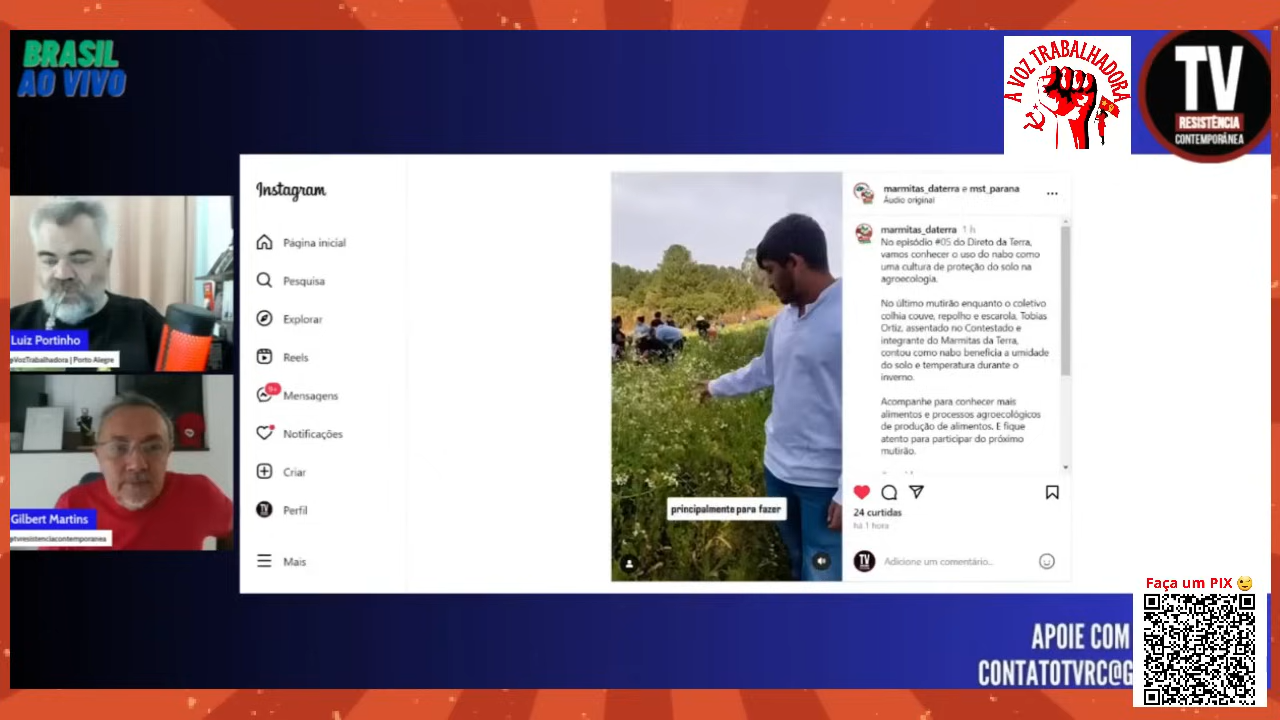 BRASIL
AO VIVO
A VOZ TRABALHADORA
TV
RESISTÊNCIA
CONTEMPORÂNEA
Luiz Portinho
@VozTrabalhadora | Porto Alegre
Gilbert Martins
@tvresistenciacontemporanea
Instagram
Página inicial
Pesquisa
Explorar
Reels
9+
Mensagens
Notificações
Criar
Perfil
Mais
principalmente para fazer
marmitas_daterra e mst_parana
Áudio original
marmitas_daterra 1 h
No episódio #05 do Direto da Terra,
vamos conhecer o uso do nabo como
uma cultura de proteção do solo na
agroecologia.
No último mutirão enquanto o coletivo
colhia couve, repolho e escarola, Tobias
Ortiz, assentado no Contestado e
integrante do Marmitas da Terra,
contou como nabo beneficia a umidade
do solo e temperatura durante o
inverno.
Acompanhe para conhecer mais
alimentos e processos agroecológicos
de produção de alimentos. E fique
atento para participar do próximo
mutirão.
24 curtidas
há 1 hora
TV
Adicione um comentário...
Faça um PIX
APOIE COM
CONTATOTVRC@G